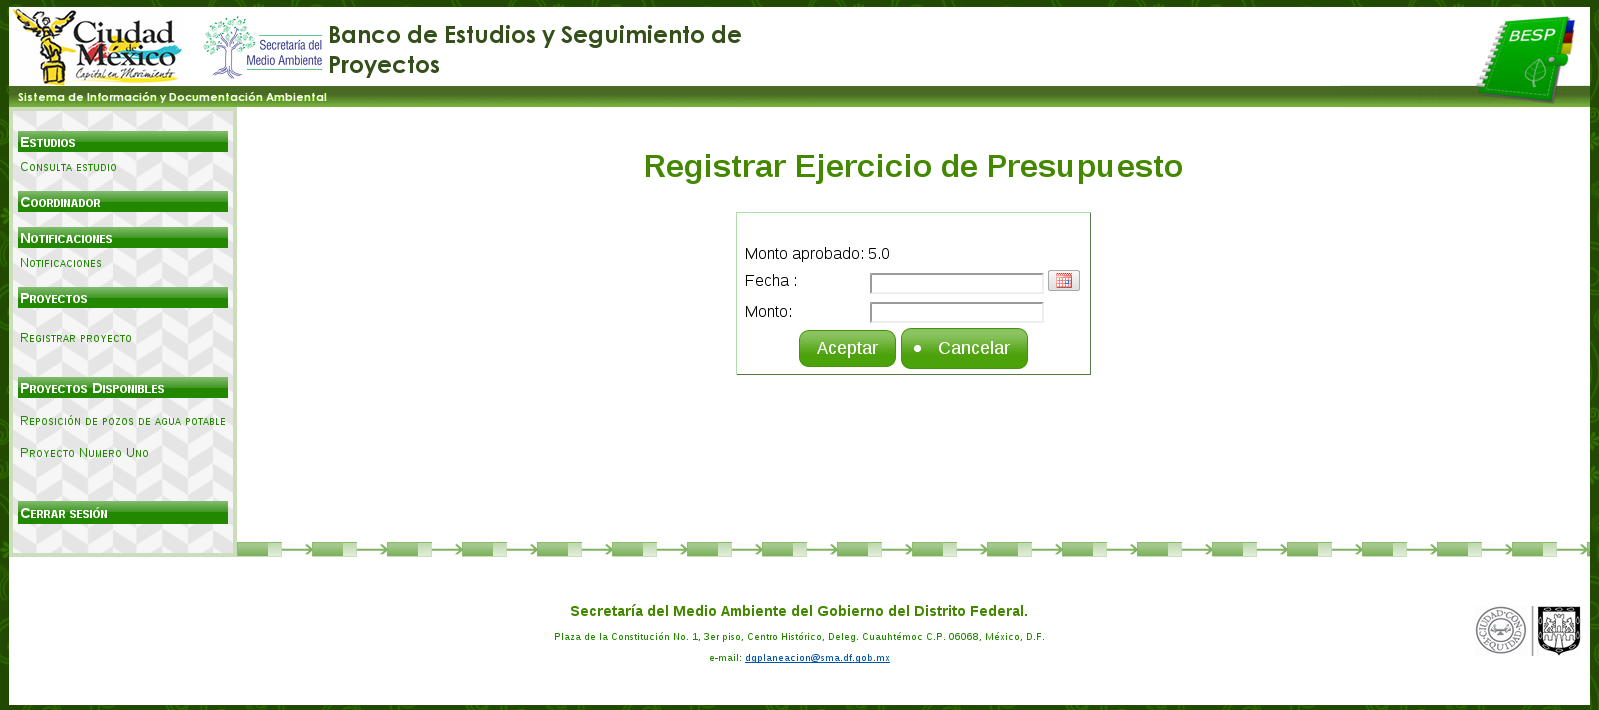 Ciudad de México
Capital en Movimiento
Secretaría del
Medio Ambiente
Banco de Estudios y Seguimiento de
Proyectos
BESP
Sistema de Información y Documentación Ambiental
Estudios
Consulta estudio
Coordinador
Notificaciones
Notificaciones
Proyectos
Registrar proyecto
Proyectos Disponibles
Reposición de pozos de agua potable
Proyecto Numero Uno
Cerrar sesión
Registrar Ejercicio de Presupuesto
Monto aprobado: 5.0
Fecha :
Monto:
Aceptar
Cancelar
Secretaría del Medio Ambiente del Gobierno del Distrito Federal.
Plaza de la Constitución No. 1, 3er piso, Centro Histórico, Deleg. Cuauhtémoc C.P. 06068, México, D.F.
e-mail: dgplaneacion@sma.df.gob.mx
CIUDAD CON
EQUIDAD